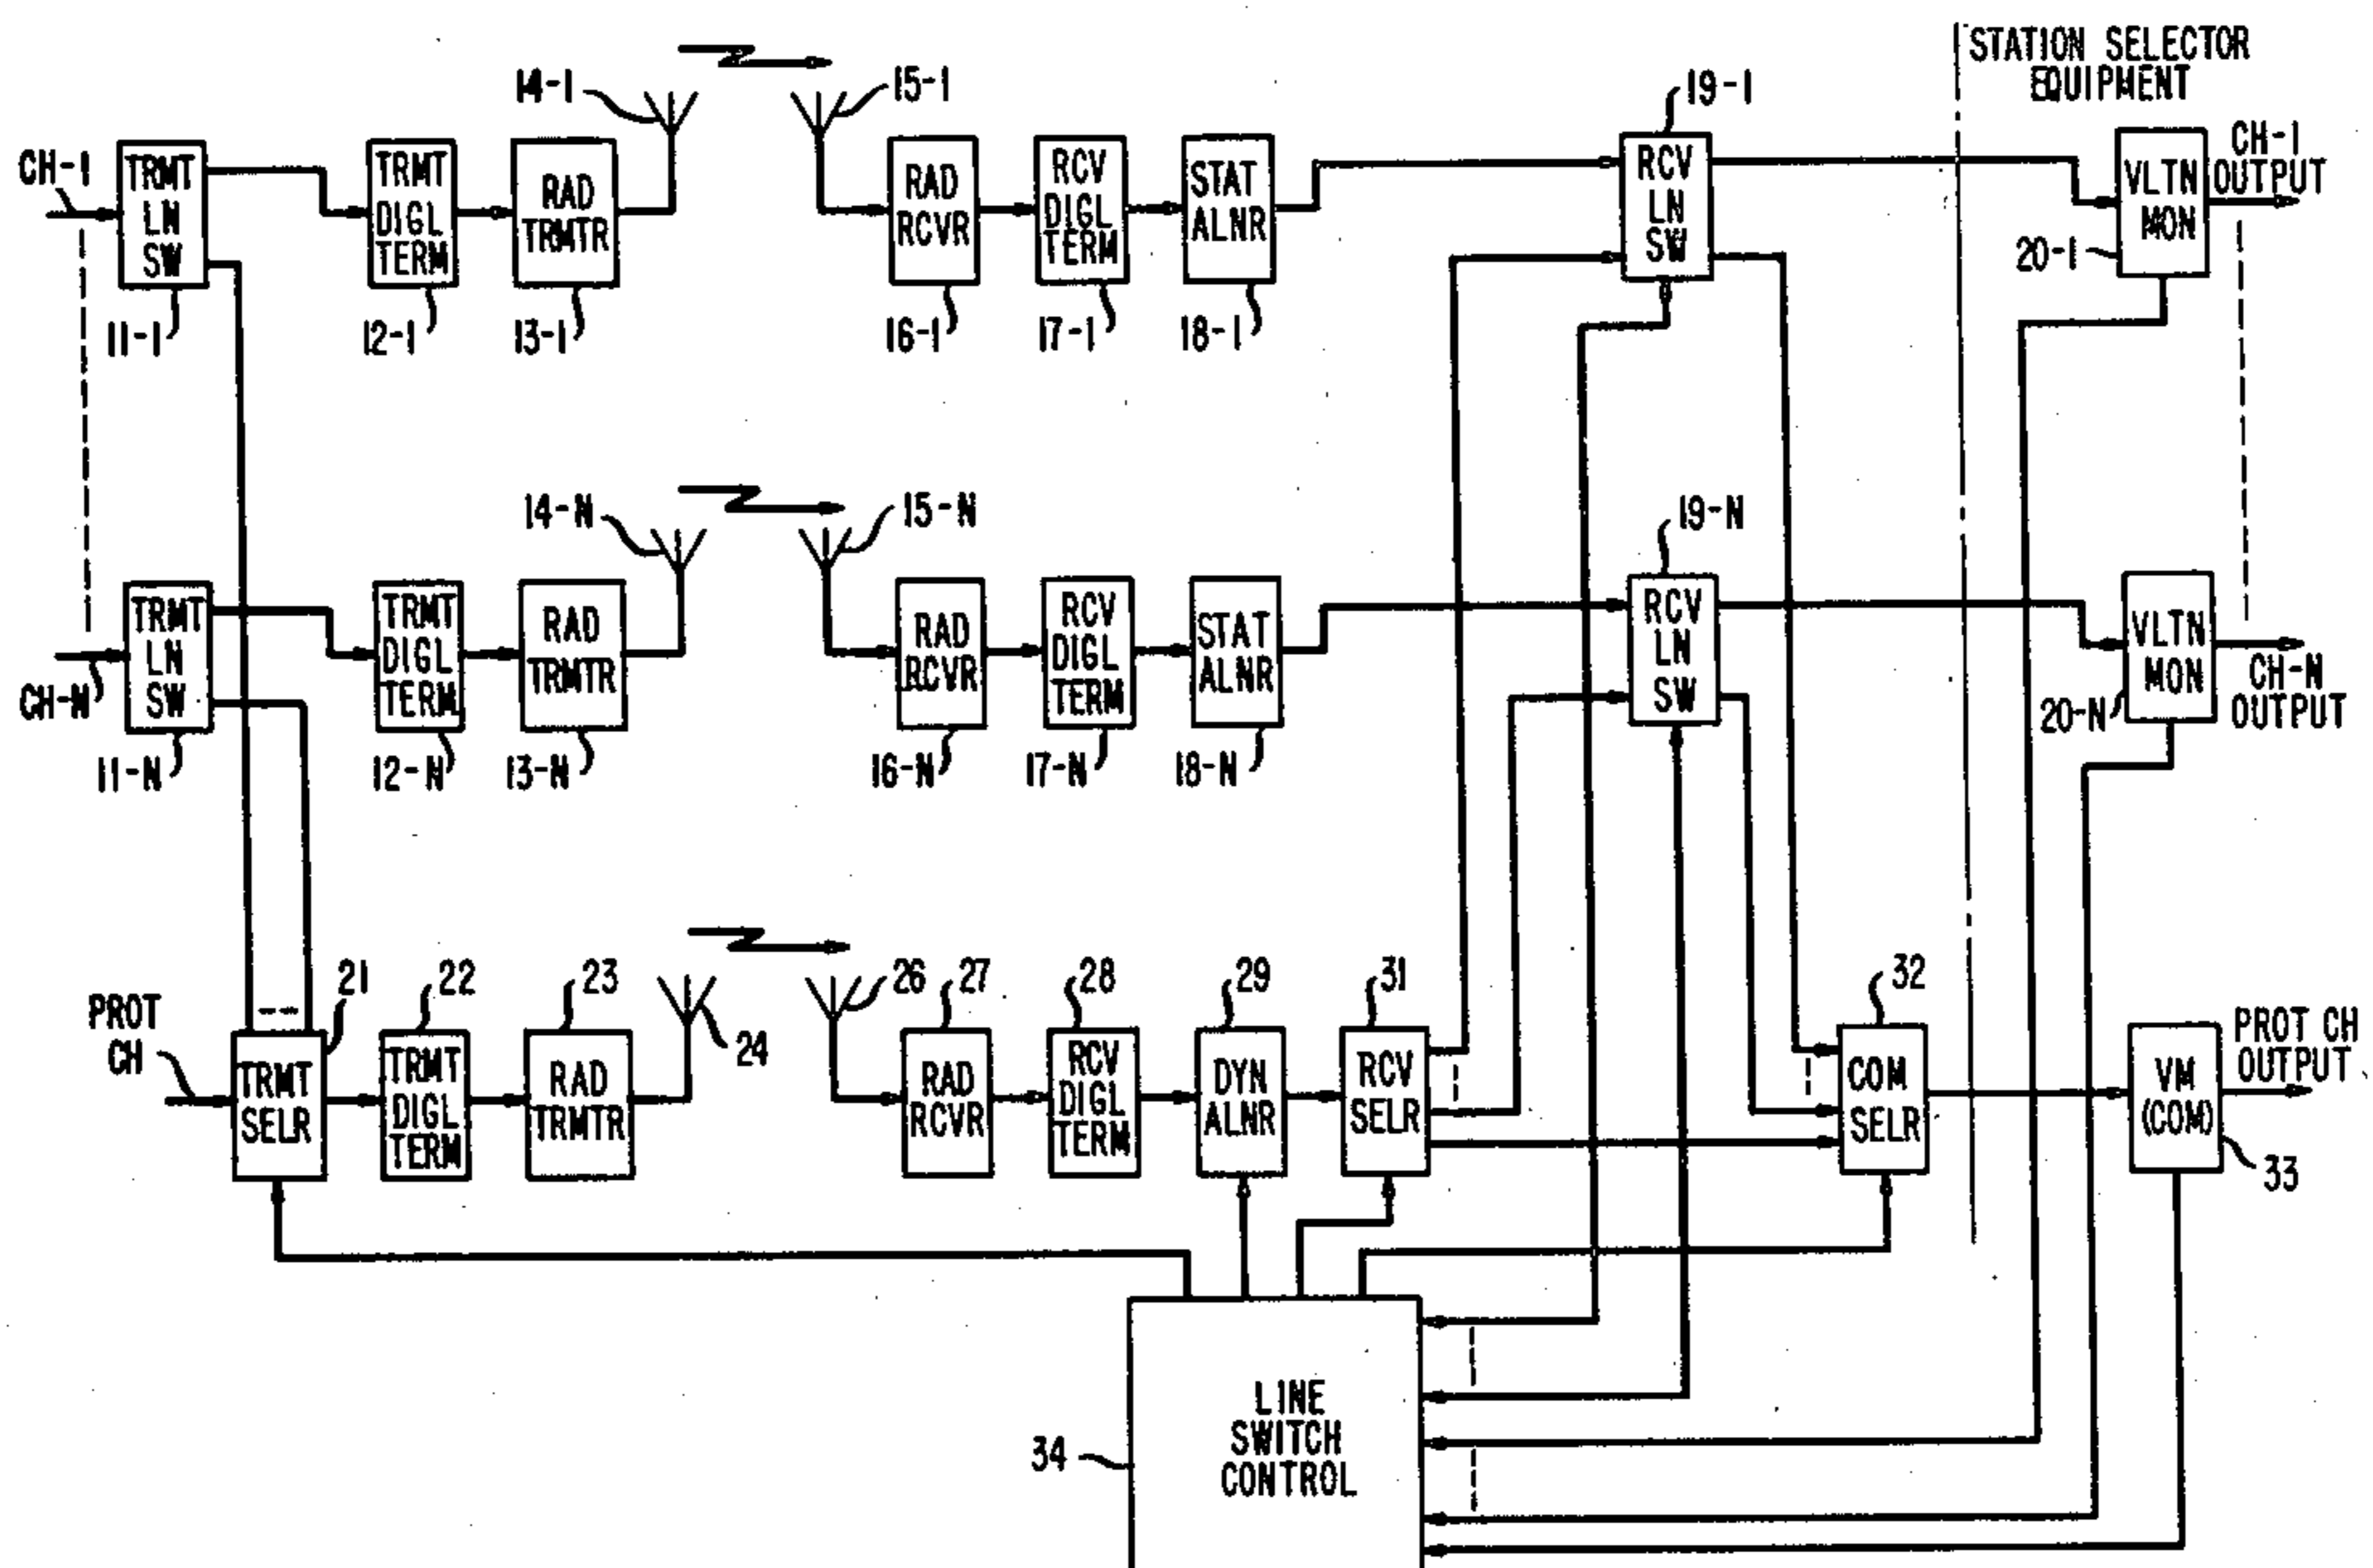 STATION SELECTOR
EQUIPMENT
14-1
15-1
19-1
CH-1
TRMT
LN
SW
TRMT
DIGL
TERM
RAD
TRMTR
RAD
RCVR
RCV
DIGL
TERM
STAT
ALNR
RCV
LN
SW
VLTN
MON
CH-1
OUTPUT
20-1
11-1
12-1
13-1
16-1
17-1
18-1
14-N
15-N
19-N
CH-N
TRMT
LN
SW
TRMT
DIGL
TERM
RAD
TRMTR
RAD
RCVR
RCV
DIGL
TERM
STAT
ALNR
RCV
LN
SW
VLTN
MON
CH-N
OUTPUT
20-N
11-N
12-N
13-N
16-N
17-N
18-N
PROT
CH
21
22
23
24
26
27
28
29
31
32
TRMT
SELR
TRMT
DIGL
TERM
RAD
TRMTR
RAD
RCVR
RCV
DIGL
TERM
DYN
ALNR
RCV
SELR
COM
SELR
VM
(COM)
PROT CH
OUTPUT
33
34
LINE
SWITCH
CONTROL